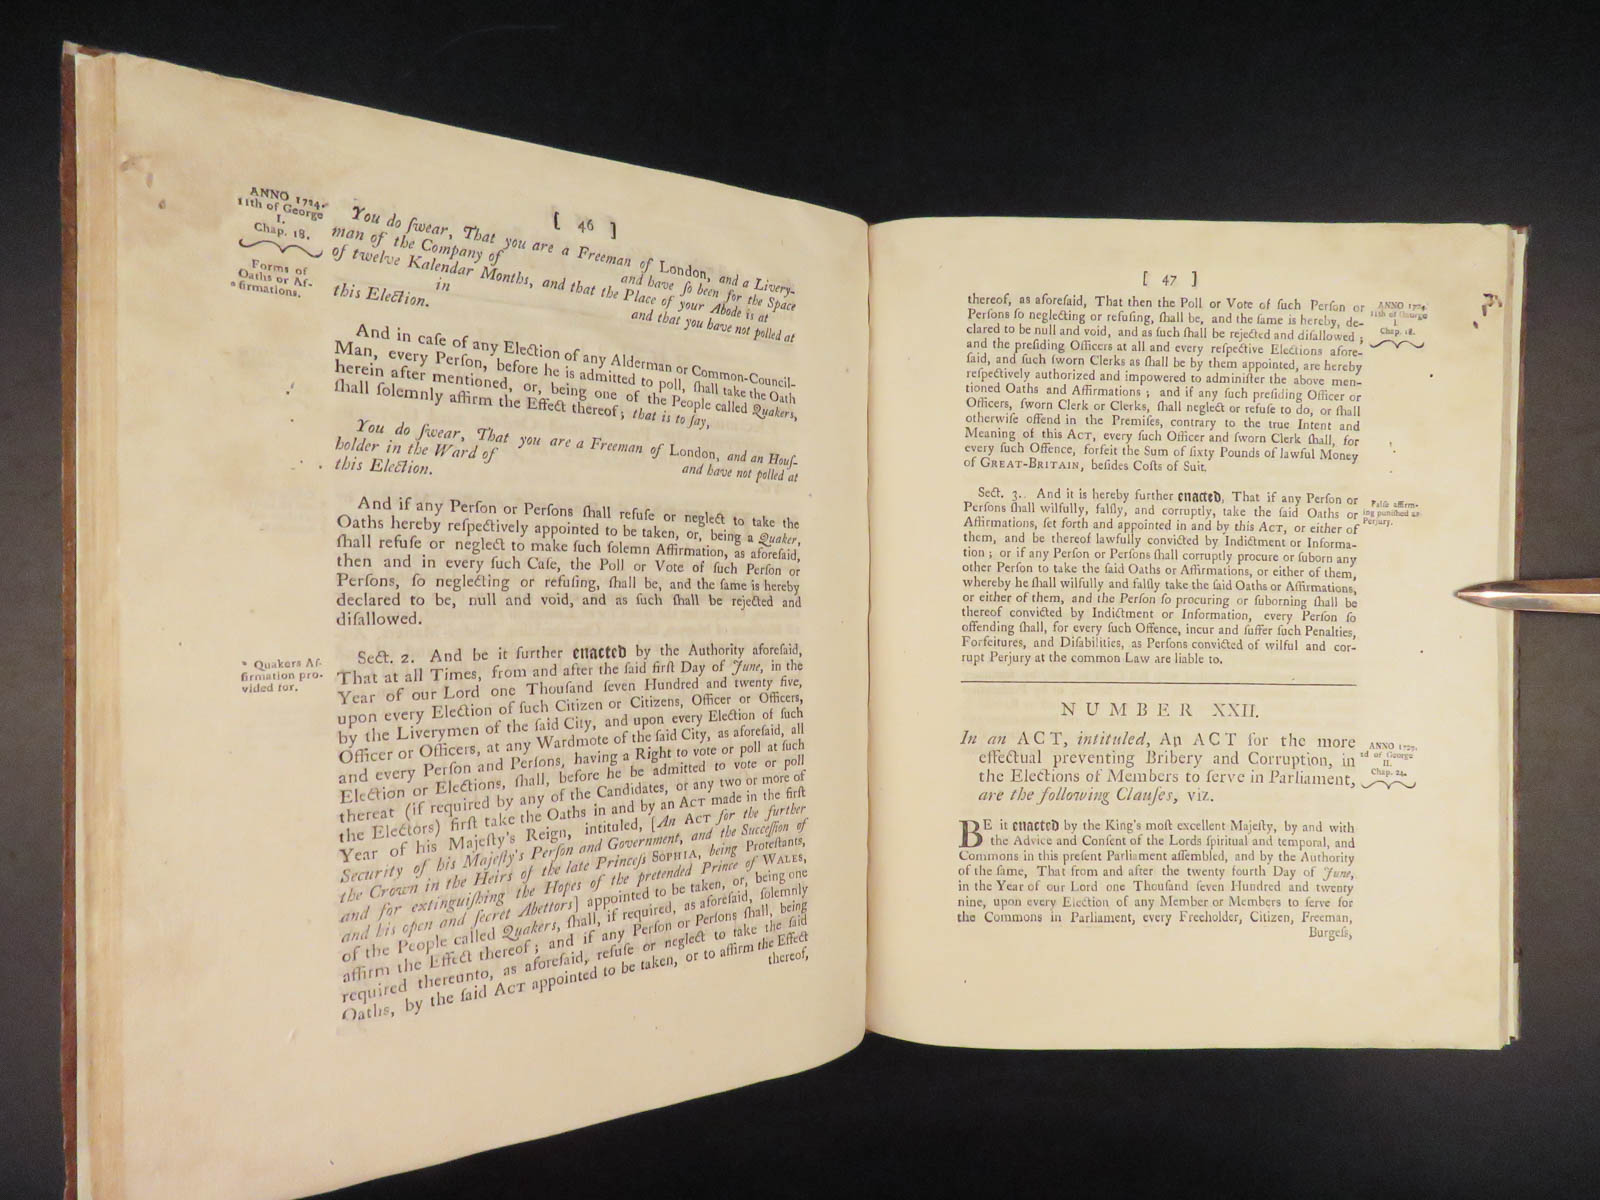 [ 46 ]
ANNO 1724.
11th of George
I.
Chap. 18.
Forms of
Oaths or Af-
firmations.
You do ſwear, That you are a Freeman of London, and a Livery-
man of the Company of and have ſo been for the Space
of twelve Kalendar Months, and that the Place of your Abode is at
in and that you have not polled at
this Election.
And in caſe of any Election of any Alderman or Common-Council-
Man, every Perſon, before he is admitted to poll, ſhall take the Oath
herein after mentioned, or, being one of the People called Quakers,
ſhall ſolemnly affirm the Effect thereof; that is to ſay,
You do ſwear, That you are a Freeman of London, and an Houſ-
holder in the Ward of and have not polled at
this Election.
And if any Perſon or Perſons ſhall refuſe or neglect to take the
Oaths hereby reſpectively appointed to be taken, or, being a Quaker,
ſhall refuſe or neglect to make ſuch ſolemn Affirmation, as aforeſaid,
then and in every ſuch Caſe, the Poll or Vote of ſuch Perſon or
Perſons, ſo neglecting or refuſing, ſhall be, and the ſame is hereby
declared to be, null and void, and as ſuch ſhall be rejected and
diſallowed.
* Quakers Af-
firmation pro-
vided for.
Sect. 2. And be it further enacted by the Authority aforeſaid,
That at all Times, from and after the ſaid firſt Day of June, in the
Year of our Lord one Thouſand ſeven Hundred and twenty five,
upon every Election of ſuch Citizen or Citizens, Officer or Officers,
by the Liverymen of the ſaid City, and upon every Election of ſuch
Officer or Officers, at any Wardmote of the ſaid City, as aforeſaid, all
and every Perſon and Perſons, having a Right to vote or poll at ſuch
Election or Elections, ſhall, before he be admitted to vote or poll
thereat (if required by any of the Candidates, or any two or more of
the Electors) firſt take the Oaths in and by an ACT made in the firſt
Year of his Majeſty's Reign, intituled, [An ACT for the further
Security of his Majeſty's Perſon and Government, and the Succeſſion of
the Crown in the Heirs of the late Princeſs SOPHIA, being Proteſtants,
and for extinguiſhing the Hopes of the pretended Prince of WALES,
and his open and ſecret Abettors] appointed to be taken, or, being one
of the People called Quakers, ſhall, if required, as aforeſaid, ſolemnly
affirm the Effect thereof; and if any Perſon or Perſons ſhall, being
required thereunto, as aforeſaid, refuſe or neglect to take the ſaid
Oaths, by the ſaid ACT appointed to be taken, or to affirm the Effect
thereof,
[ 47 ]
thereof, as aforeſaid, That then the Poll or Vote of ſuch Perſon or
Perſons ſo neglecting or refuſing, ſhall be, and the ſame is hereby, de-
clared to be null and void, and as ſuch ſhall be rejected and diſallowed;
and the preſiding Officers at all and every reſpective Elections afore-
ſaid, and ſuch ſworn Clerks as ſhall be by them appointed, are hereby
reſpectively authorized and impowered to adminiſter the above men-
tioned Oaths and Affirmations; and if any ſuch preſiding Officer or
Officers, ſworn Clerk or Clerks, ſhall neglect or refuſe to do, or ſhall
otherwiſe offend in the Premiſes, contrary to the true Intent and
Meaning of this ACT, every ſuch Officer and ſworn Clerk ſhall, for
every ſuch Offence, forfeit the Sum of ſixty Pounds of lawful Money
of GREAT-BRITAIN, beſides Coſts of Suit.
ANNO 1724.
11th of George
I.
Chap. 18.
Sect. 3. And it is hereby further enacted, That if any Perſon or
Perſons ſhall wilfully, falſly, and corruptly, take the ſaid Oaths or
Affirmations, ſet forth and appointed in and by this ACT, or either of
them, and be thereof lawfully convicted by Indictment or Informa-
tion; or if any Perſon or Perſons ſhall corruptly procure or ſuborn any
other Perſon to take the ſaid Oaths or Affirmations, or either of them,
whereby he ſhall wilfully and falſly take the ſaid Oaths or Affirmations,
or either of them, and the Perſon ſo procuring or ſuborning ſhall be
thereof convicted by Indictment or Information, every Perſon ſo
offending ſhall, for every ſuch Offence, incur and ſuffer ſuch Penalties,
Forfeitures, and Diſabilities, as Perſons convicted of wilful and cor-
rupt Perjury at the common Law are liable to.
Falſe affirm-
ing puniſhed as
Perjury.
NUMBER XXII.
In an ACT, intituled, An ACT for the more
effectual preventing Bribery and Corruption, in
the Elections of Members to ſerve in Parliament,
are the following Clauſes, viz.
ANNO 1729.
2d of George
II.
Chap. 24.
BE it enacted by the King's moſt excellent Majeſty, by and with
the Advice and Conſent of the Lords ſpiritual and temporal, and
Commons in this preſent Parliament aſſembled, and by the Authority
of the ſame, That from and after the twenty fourth Day of June,
in the Year of our Lord one Thouſand ſeven Hundred and twenty
nine, upon every Election of any Member or Members to ſerve for
the Commons in Parliament, every Freeholder, Citizen, Freeman,
Burgeſs,